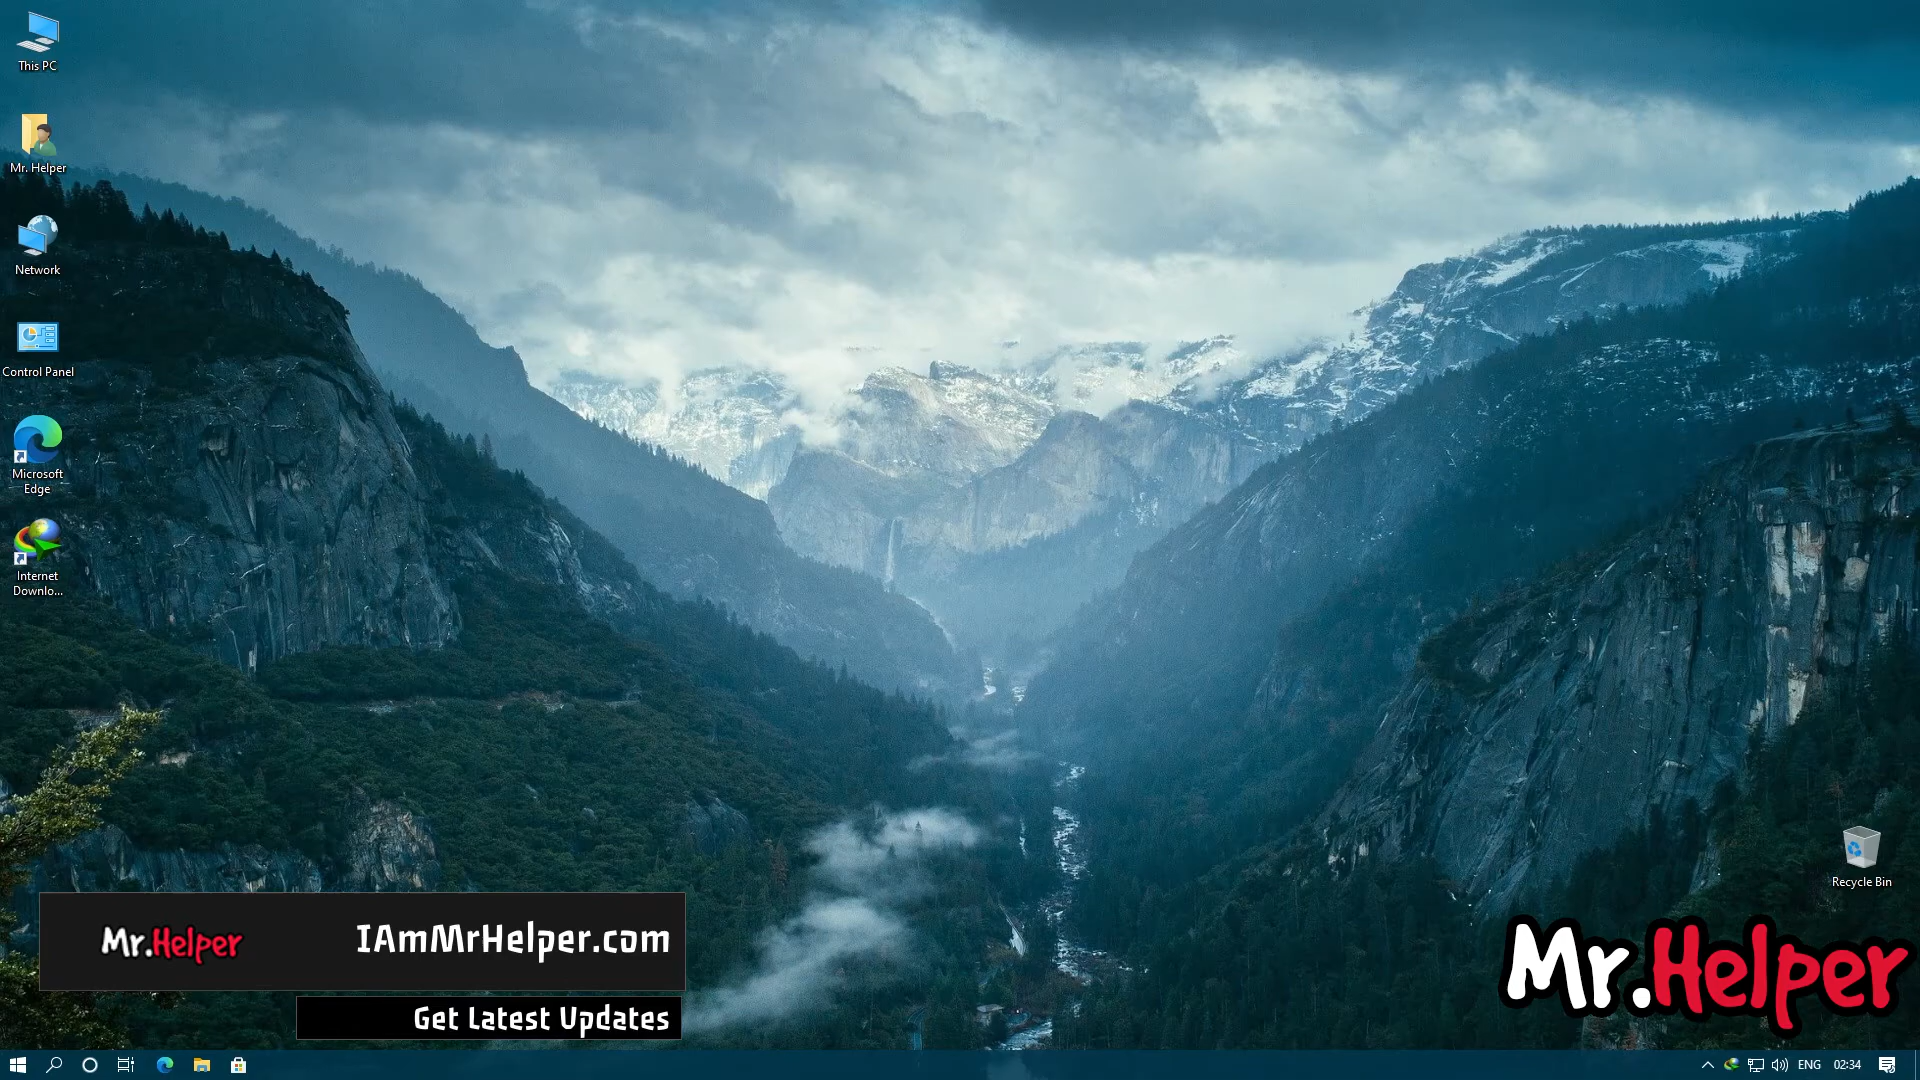 This PC
Mr. Helper
Network
Control Panel
Microsoft
Edge
Internet
Downlo...
Recycle Bin
Mr.Helper
IAmMrHelper.com
Get Latest Updates
Mr.Helper
ENG
02:34